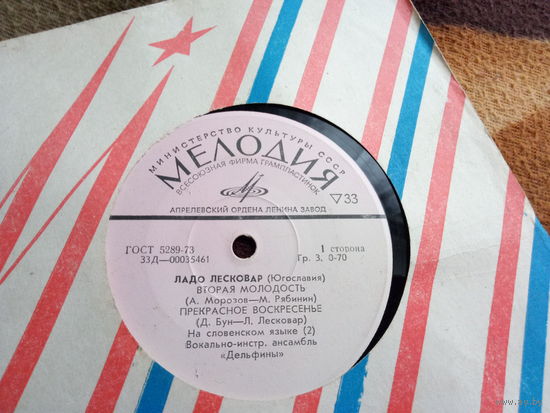 МИНИСТЕРСТВО КУЛЬТУРЫ СССР
МЕЛОДИЯ
ВСЕСОЮЗНАЯ ФИРМА ГРАМПЛАСТИНОК
▽33
АПРЕЛЕВСКИЙ ОРДЕНА ЛЕНИНА ЗАВОД
ГОСТ 5289-73
33Д—00035461
1 сторона
Гр. 3. 0-70
ЛАДО ЛЕСКОВАР (Югославия)
ВТОРАЯ МОЛОДОСТЬ
(А. Морозов—М. Рябинин)
ПРЕКРАСНОЕ ВОСКРЕСЕНЬЕ
(Д. Бун—Л. Лесковар)
На словенском языке (2)
Вокально-инстр. ансамбль
«Дельфины»